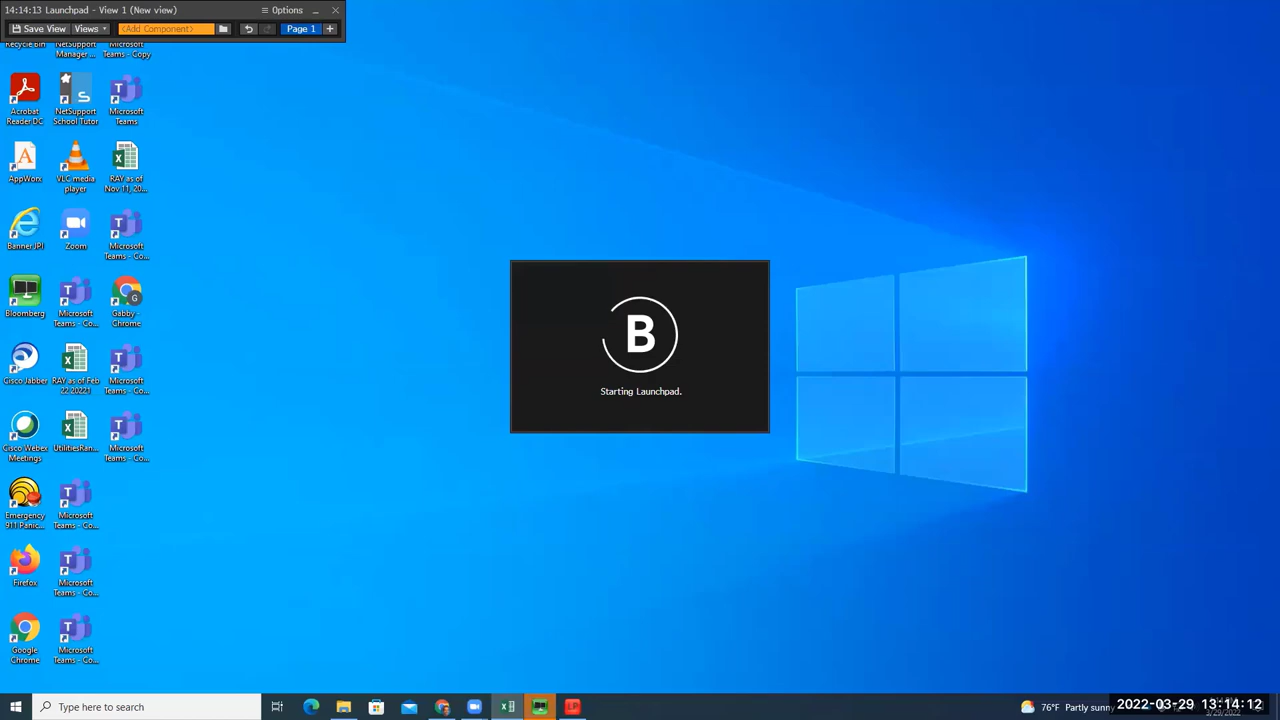 14:14:13 Launchpad - View 1 (New view)
Options
Save View Views <Add Component> Page 1 +
Recycle Bin
NetSupport
Manager ...
Microsoft
Teams - Copy
Acrobat
Reader DC
NetSupport
School Tutor
Microsoft
Teams
AppWorx
VLC media
player
RAY as of
Nov 11, 20...
BannerJPI
Zoom
Microsoft
Teams - Co...
Bloomberg
Microsoft
Teams - Co...
Gabby -
Chrome
Cisco Jabber
RAY as of Feb
22 20221
Microsoft
Teams - Co...
Cisco Webex
Meetings
UtilitiesRan...
Microsoft
Teams - Co...
Emergency
911 Panic...
Microsoft
Teams - Co...
Firefox
Microsoft
Teams - Co...
Google
Chrome
Microsoft
Teams - Co...
B
Starting Launchpad.
Type here to search
LP
76°F Partly sunny
2022-03-29 13:14:12